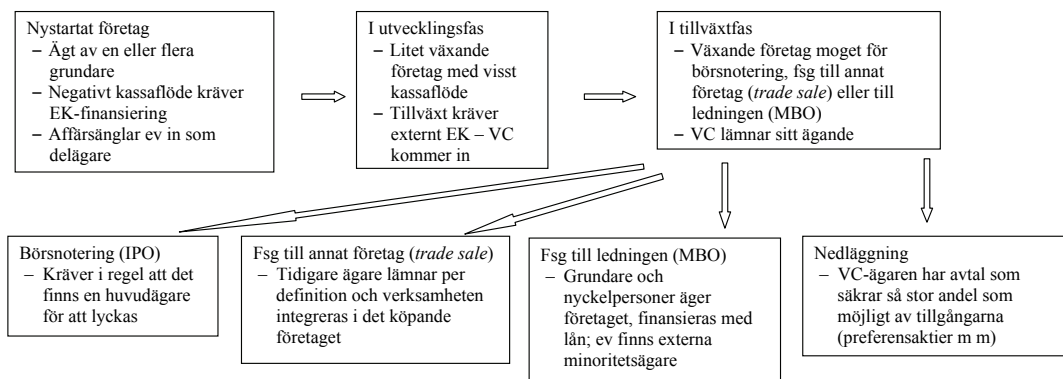 Nystartat företag
– Ägt av en eller flera
grundare
– Negativt kassaflöde kräver
EK-finansiering
– Affärsänglar ev in som
delägare
I utvecklingsfas
– Litet växande
företag med visst
kassaflöde
– Tillväxt kräver
externt EK – VC
kommer in
I tillväxtfas
– Växande företag moget för
börsnotering, fsg till annat
företag (trade sale) eller till
ledningen (MBO)
– VC lämnar sitt ägande
Börsnotering (IPO)
– Kräver i regel att det
finns en huvudägare
för att lyckas
Fsg till annat företag (trade sale)
– Tidigare ägare lämnar per
definition och verksamheten
integreras i det köpande
företaget
Fsg till ledningen (MBO)
– Grundare och
nyckelpersoner äger
företaget, finansieras med
lån; ev finns externa
minoritetsägare
Nedläggning
– VC-ägaren har avtal som
säkrar så stor andel som
möjligt av tillgångarna
(preferensaktier m m)